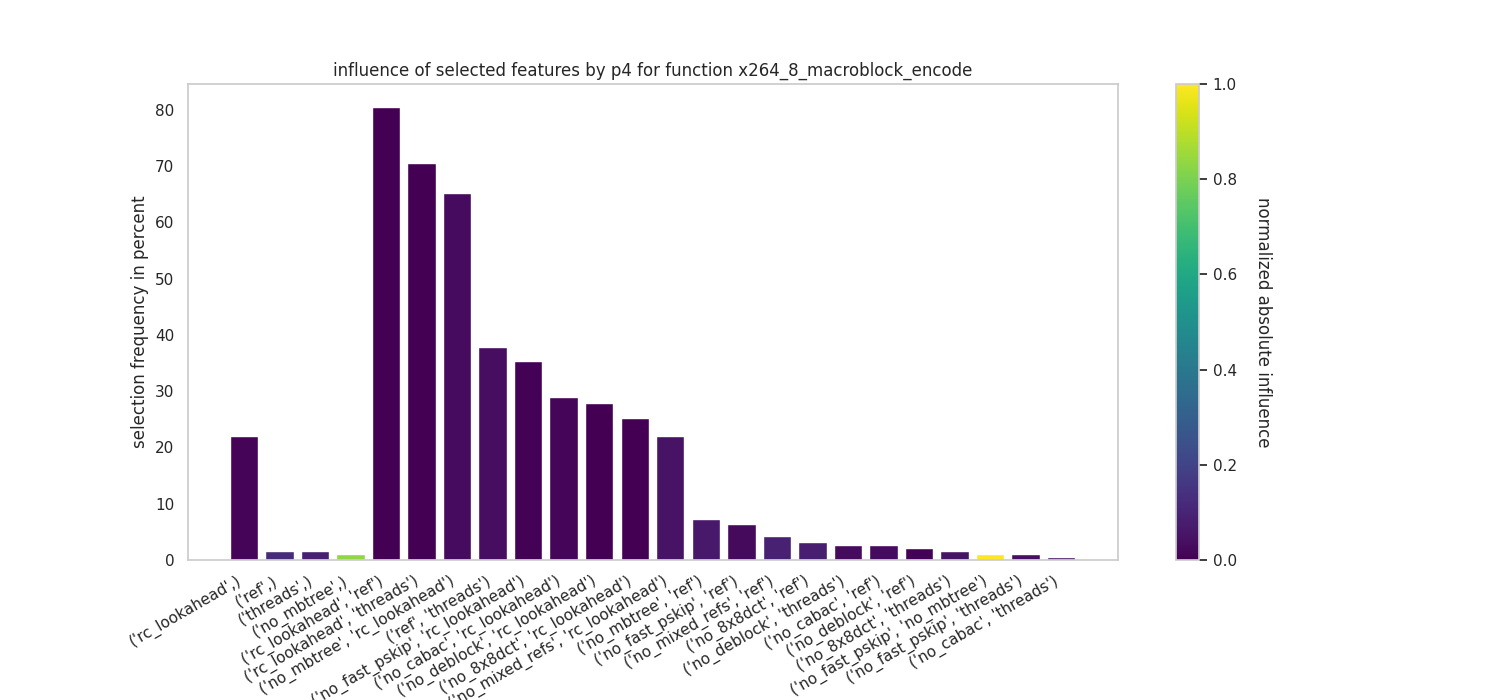 influence of selected features by p4 for function x264_8_macroblock_encode
selection frequency in percent
80
70
60
50
40
30
20
10
0
('rc_lookahead',)
('ref',)
('threads',)
('no_mbtree',)
('rc_lookahead', 'ref')
('rc_lookahead', 'threads')
('no_mbtree', 'rc_lookahead')
('ref', 'threads')
('no_fast_pskip', 'rc_lookahead')
('no_cabac', 'rc_lookahead')
('no_deblock', 'rc_lookahead')
('no_8x8dct', 'rc_lookahead')
('no_mixed_refs', 'rc_lookahead')
('no_mbtree', 'ref')
('no_fast_pskip', 'ref')
('no_mixed_refs', 'ref')
('no_8x8dct', 'ref')
('no_deblock', 'threads')
('no_cabac', 'ref')
('no_deblock', 'ref')
('no_8x8dct', 'threads')
('no_fast_pskip', 'no_mbtree')
('no_fast_pskip', 'threads')
('no_cabac', 'threads')
1.0
0.8
0.6
0.4
0.2
0.0
normalized absolute influence